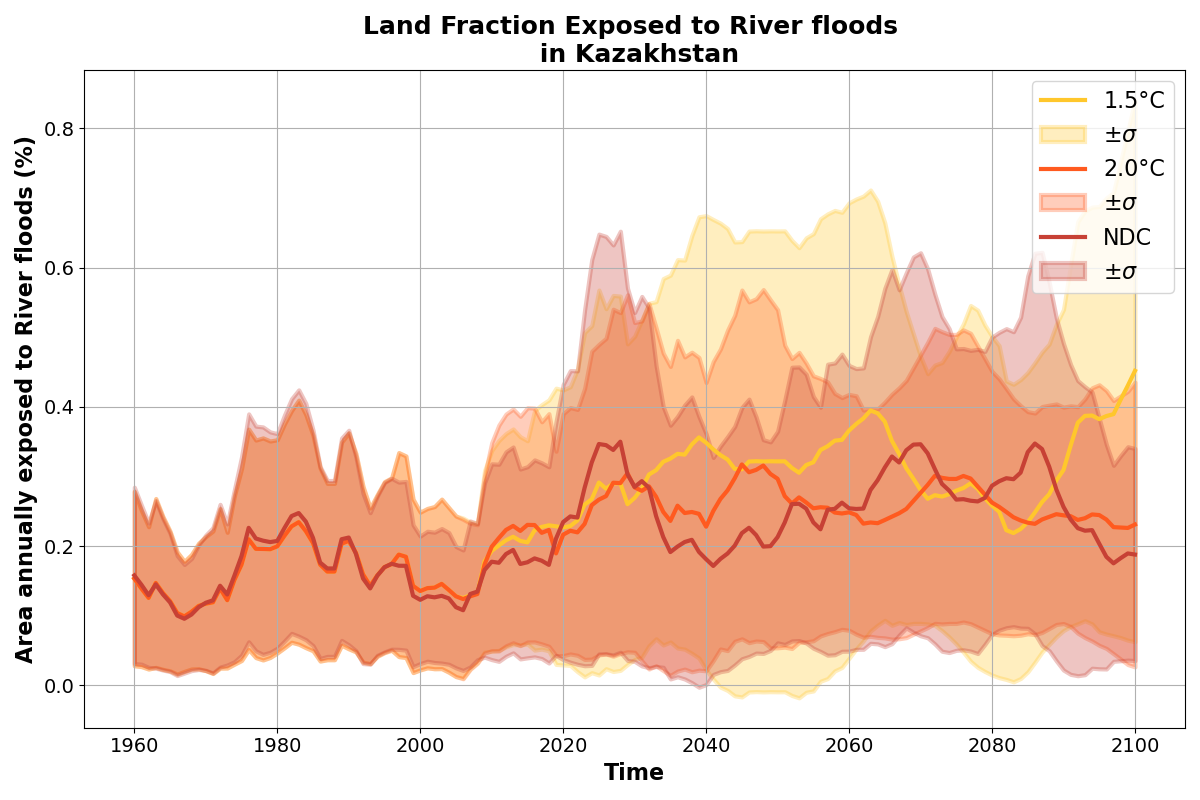 Land Fraction Exposed to River floods
in Kazakhstan
Area annually exposed to River floods (%)
0.8
0.6
0.4
0.2
0.0
1960 1980 2000 2020 2040 2060 2080 2100
Time
1.5°C
±σ
2.0°C
±σ
NDC
±σ